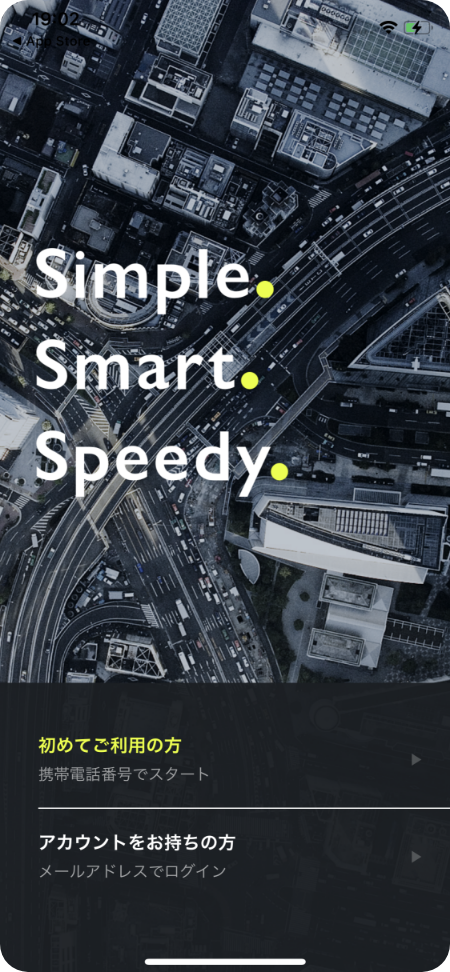 19:02
◀ App Store
Simple.
Smart.
Speedy.
初めてご利用の方
携帯電話番号でスタート
アカウントをお持ちの方
メールアドレスでログイン